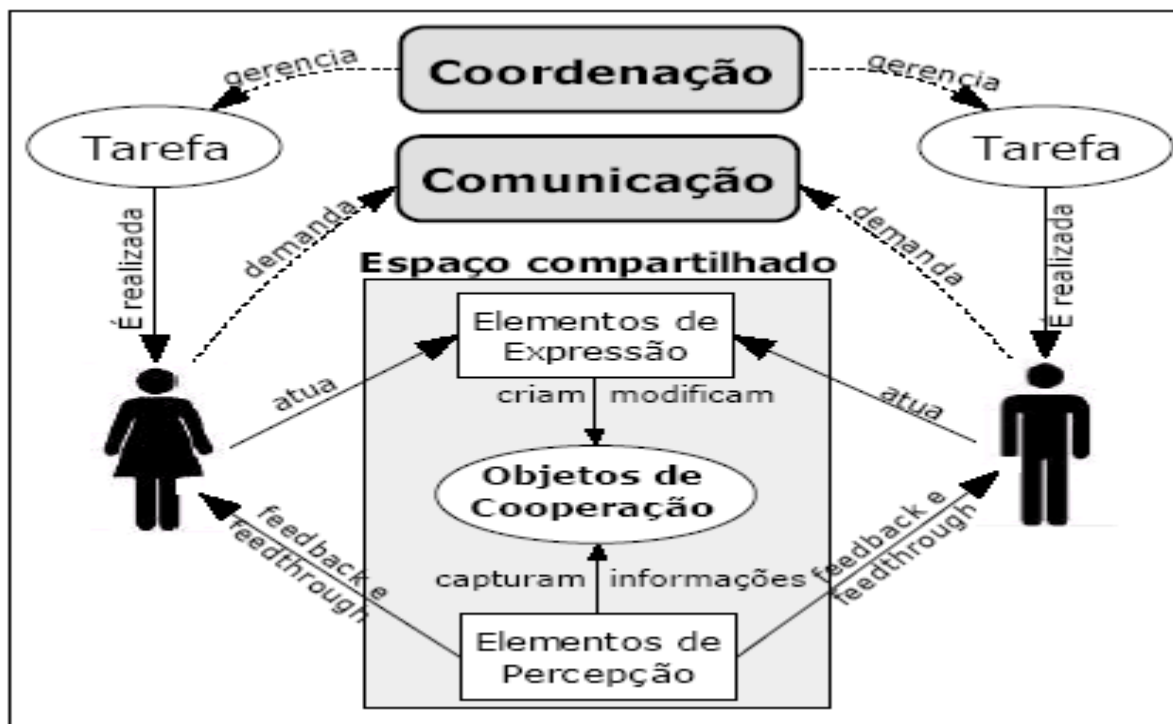 Coordenação
gerencia
gerencia
Tarefa
Tarefa
Comunicação
É realizada
demanda
demanda
É realizada
Espaço compartilhado
Elementos de
Expressão
atua
atua
criam modificam
Objetos de
Cooperação
capturam informações
feedback e
feedthrough
feedback e
feedthrough
Elementos de
Percepção